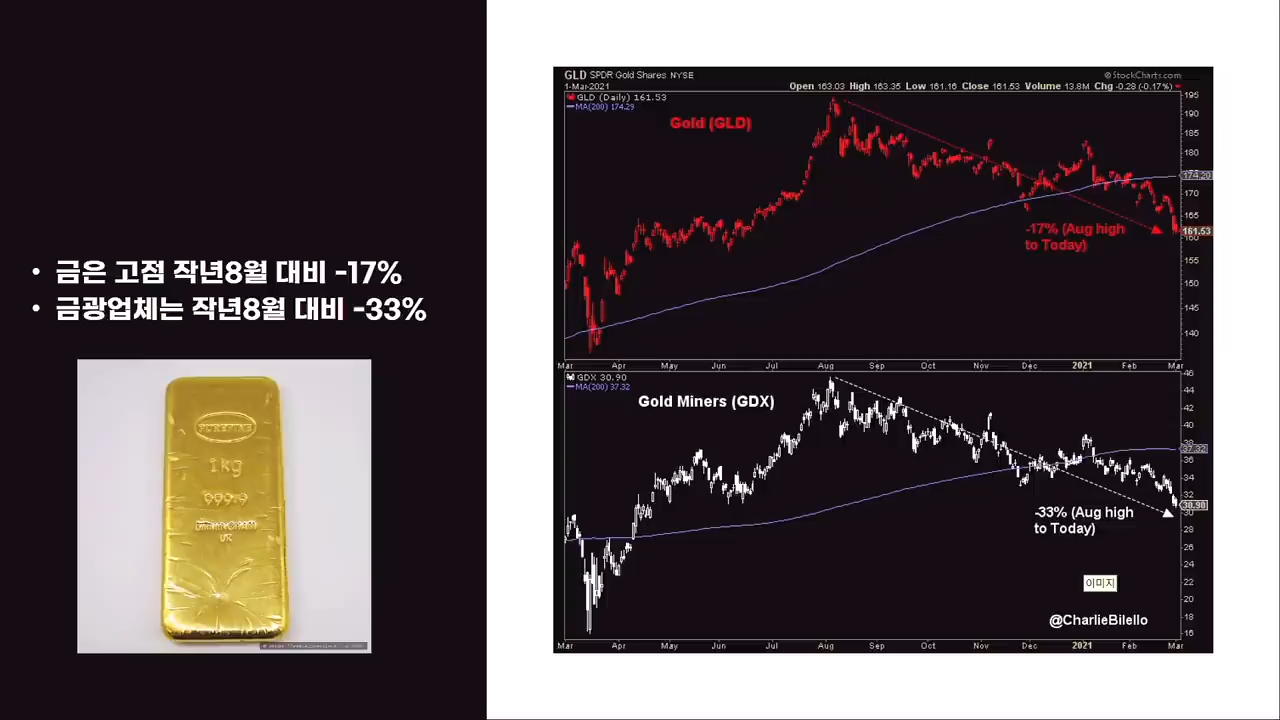 • 금은 고점 작년8월 대비 -17%
• 금광업체는 작년8월 대비 -33%
PUREFINE
1kg
999.9
UK
GLD SPDR Gold Shares NYSE
© StockCharts.com
1-Mar-2021
Open 163.03 High 163.35 Low 161.16 Close 161.53 Volume 13.8M Chg -0.28 (-0.17%)
GLD (Daily) 161.53
MA(200) 174.29
Gold (GLD)
195
190
185
180
174.20
170
165
161.53
160
155
150
145
140
-17% (Aug high
to Today)
Mar Apr May Jun Jul Aug Sep Oct Nov Dec 2021 Feb Mar
GDX 30.90
MA(200) 37.32
Gold Miners (GDX)
46
44
42
40
38
37.32
36
34
32
30.90
30
28
26
24
22
20
18
16
-33% (Aug high
to Today)
이미지
@CharlieBilello
Mar Apr May Jun Jul Aug Sep Oct Nov Dec 2021 Feb Mar